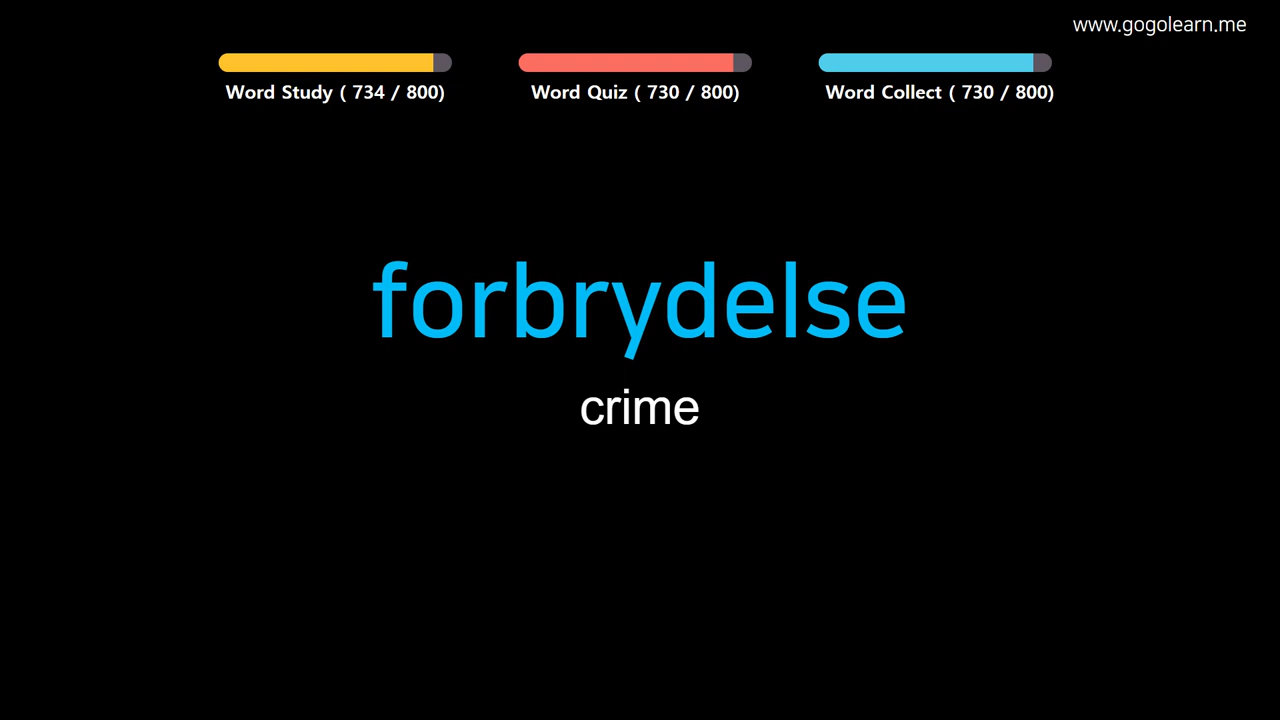 www.gogolearn.me
Word Study ( 734 / 800)
Word Quiz ( 730 / 800)
Word Collect ( 730 / 800)
forbrydelse
crime